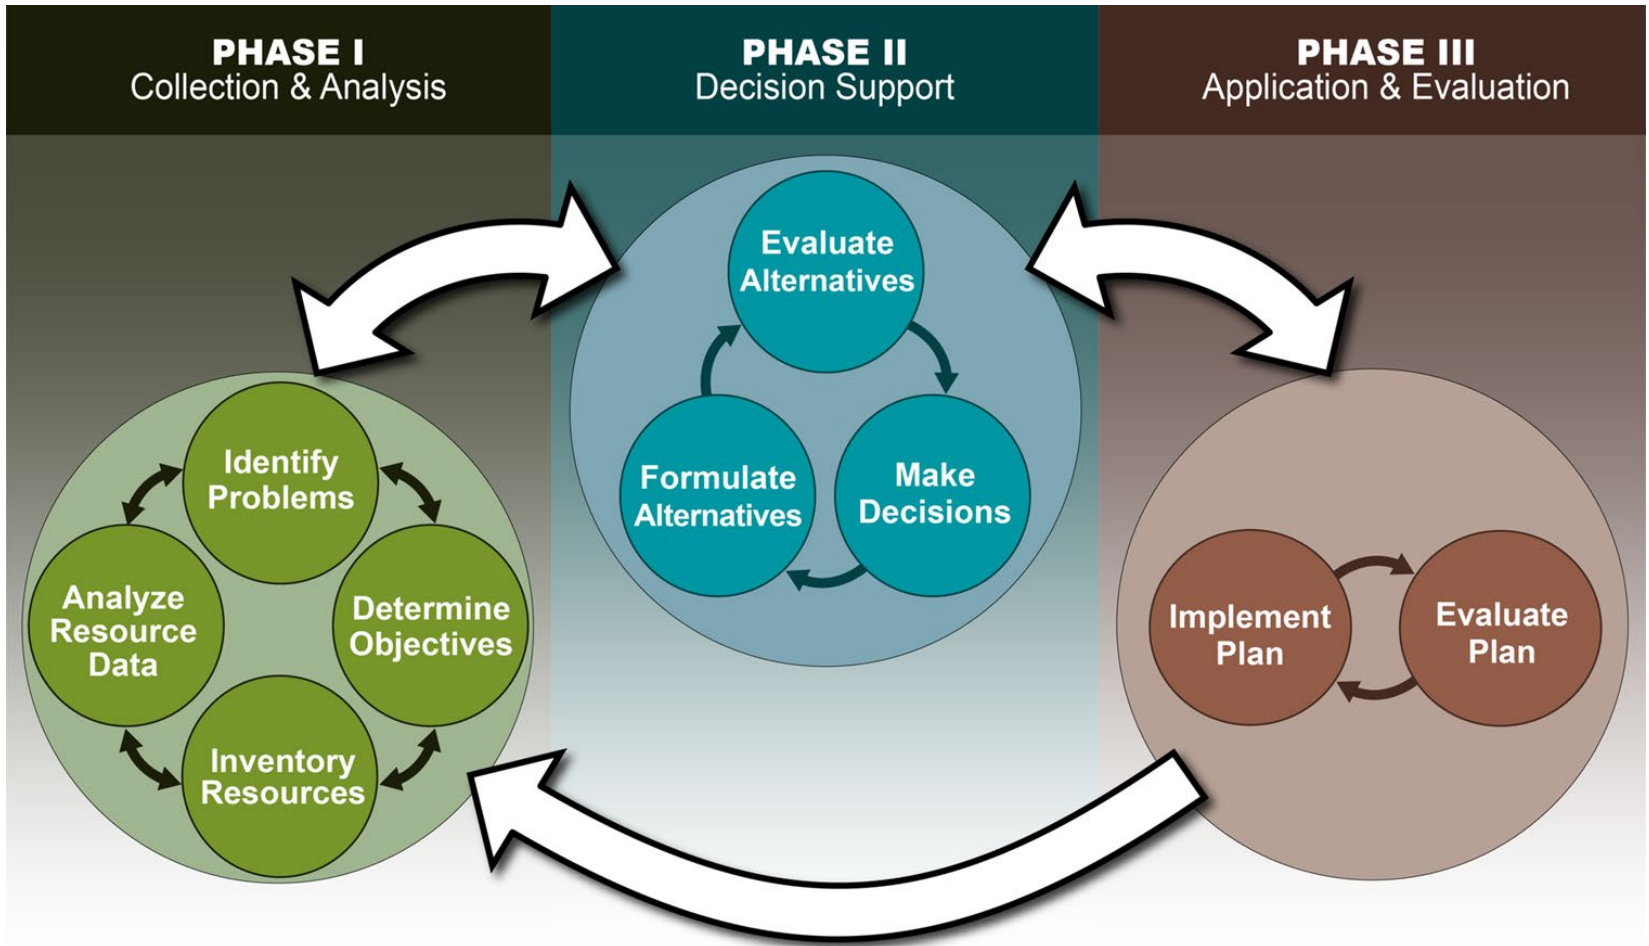 PHASE I
Collection & Analysis
PHASE II
Decision Support
PHASE III
Application & Evaluation
Identify
Problems
Analyze
Resource
Data
Determine
Objectives
Inventory
Resources
Evaluate
Alternatives
Formulate
Alternatives
Make
Decisions
Implement
Plan
Evaluate
Plan